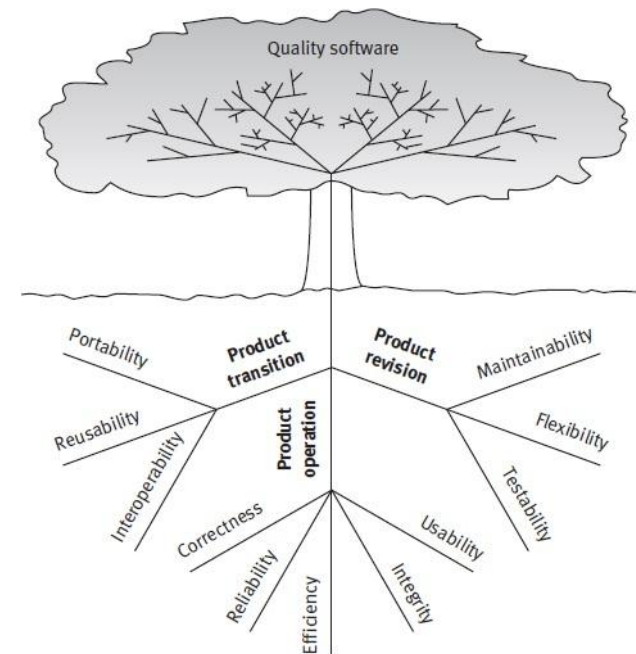 Quality software
Product
transition
Product
revision
Portability
Reusability
Interoperability
Maintainability
Flexibility
Testability
Product
operation
Correctness
Reliability
Efficiency
Integrity
Usability